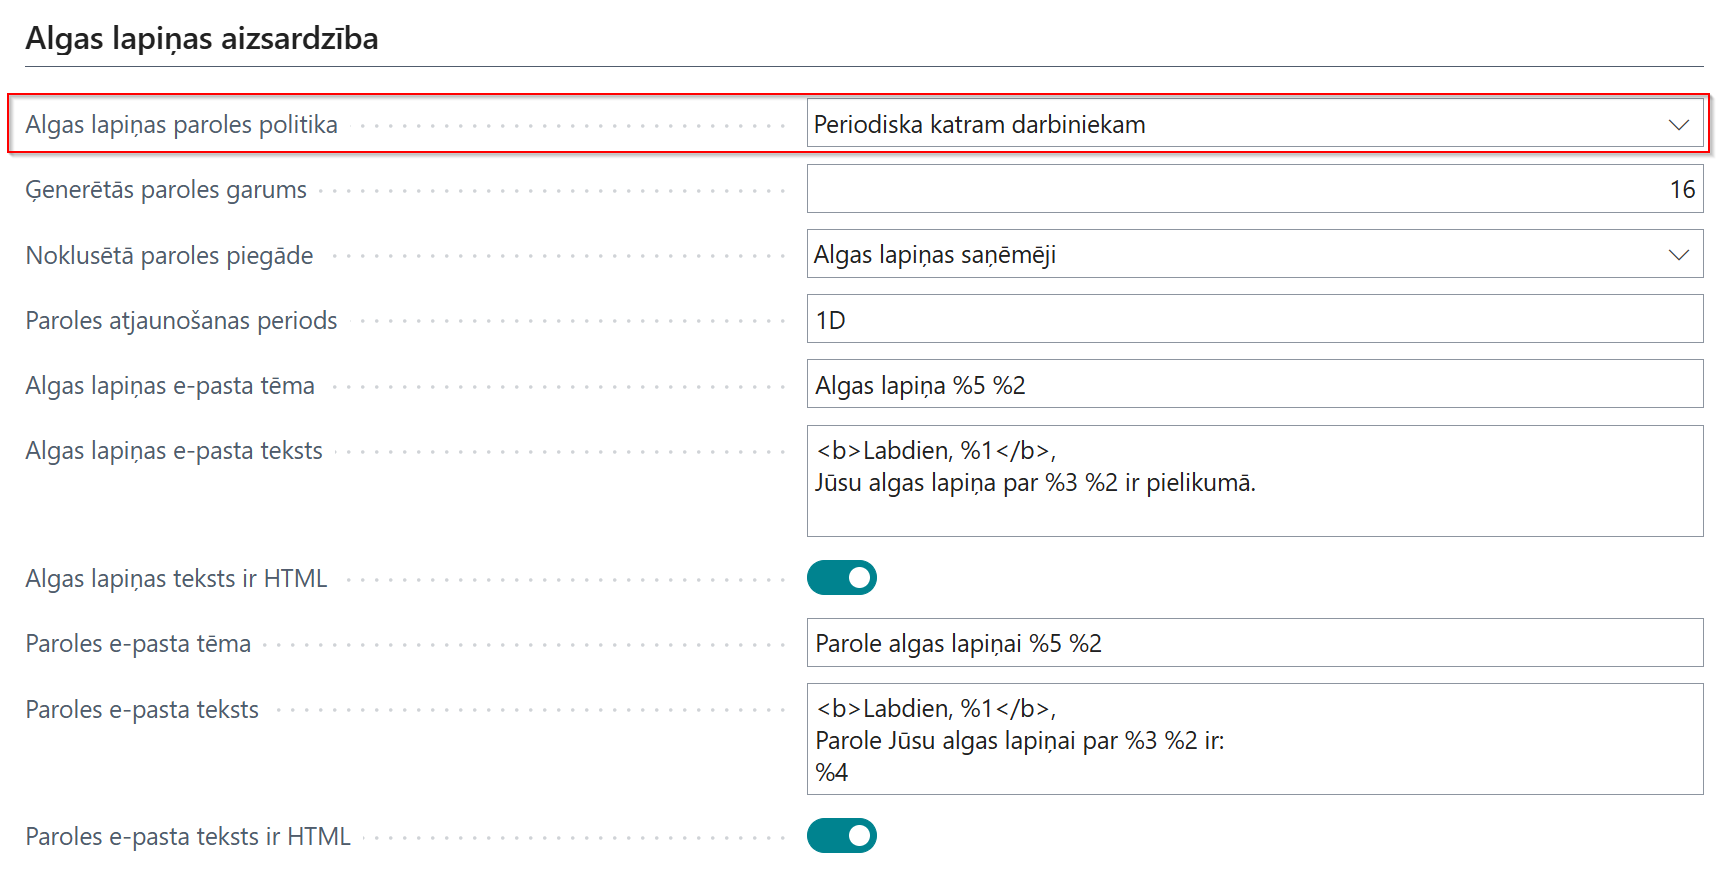 Algas lapiņas aizsardzība
Algas lapiņas paroles politika
Periodiska katram darbiniekam
Ģenerētās paroles garums
16
Noklusētā paroles piegāde
Algas lapiņas saņēmēji
Paroles atjaunošanas periods
1D
Algas lapiņas e-pasta tēma
Algas lapiņa %5 %2
Algas lapiņas e-pasta teksts
<b>Labdien, %1</b>,
Jūsu algas lapiņa par %3 %2 ir pielikumā.
Algas lapiņas teksts ir HTML
Paroles e-pasta tēma
Parole algas lapiņai %5 %2
Paroles e-pasta teksts
<b>Labdien, %1</b>,
Parole Jūsu algas lapiņai par %3 %2 ir:
%4
Paroles e-pasta teksts ir HTML